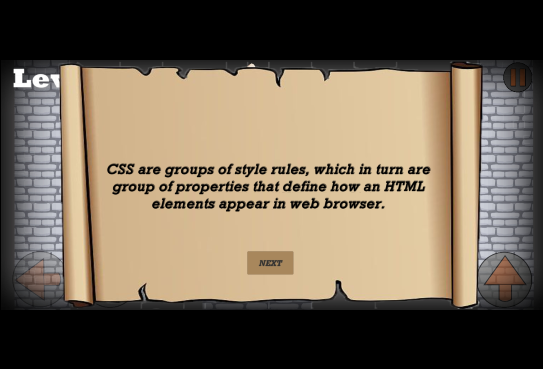 Lev
CSS are groups of style rules, which in turn are
group of properties that define how an HTML
elements appear in web browser.
NEXT